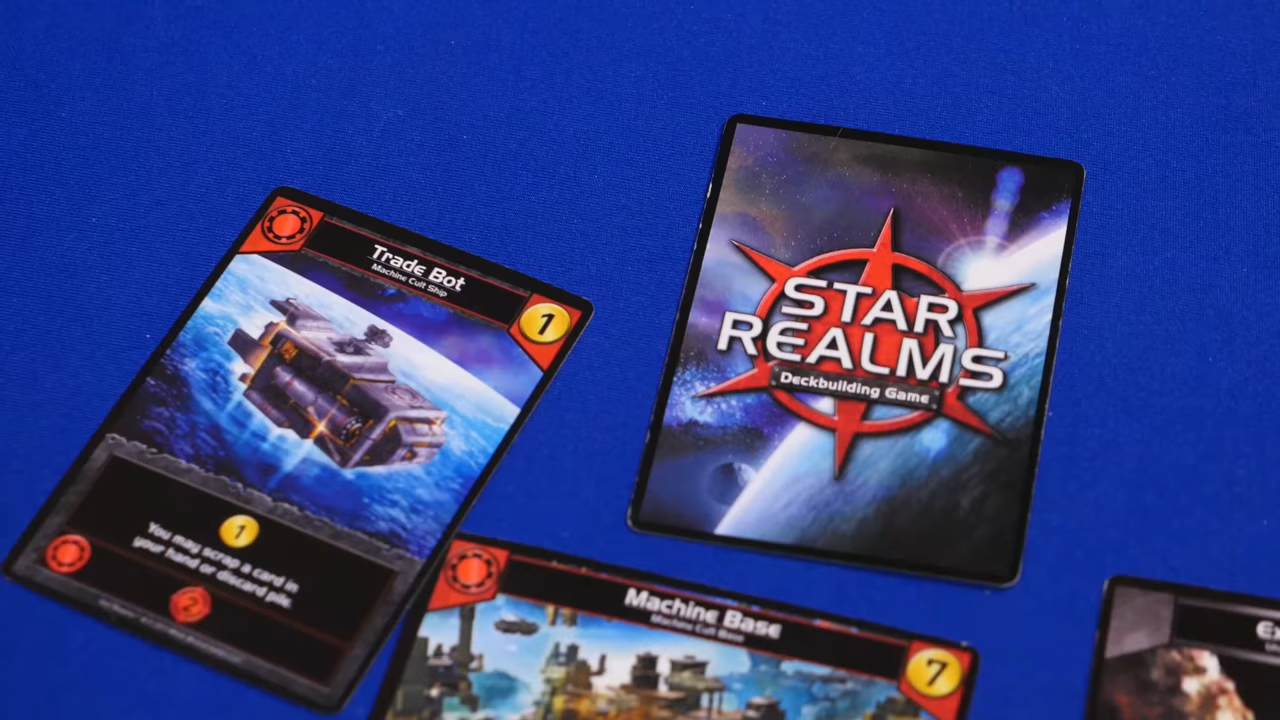 Trade Bot
Machine Cult Ship
1
1
You may scrap a card in
your hand or discard pile.
2
STAR
REALMS
Deckbuilding Game
Machine Base
Machine Cult Base
7
Ex